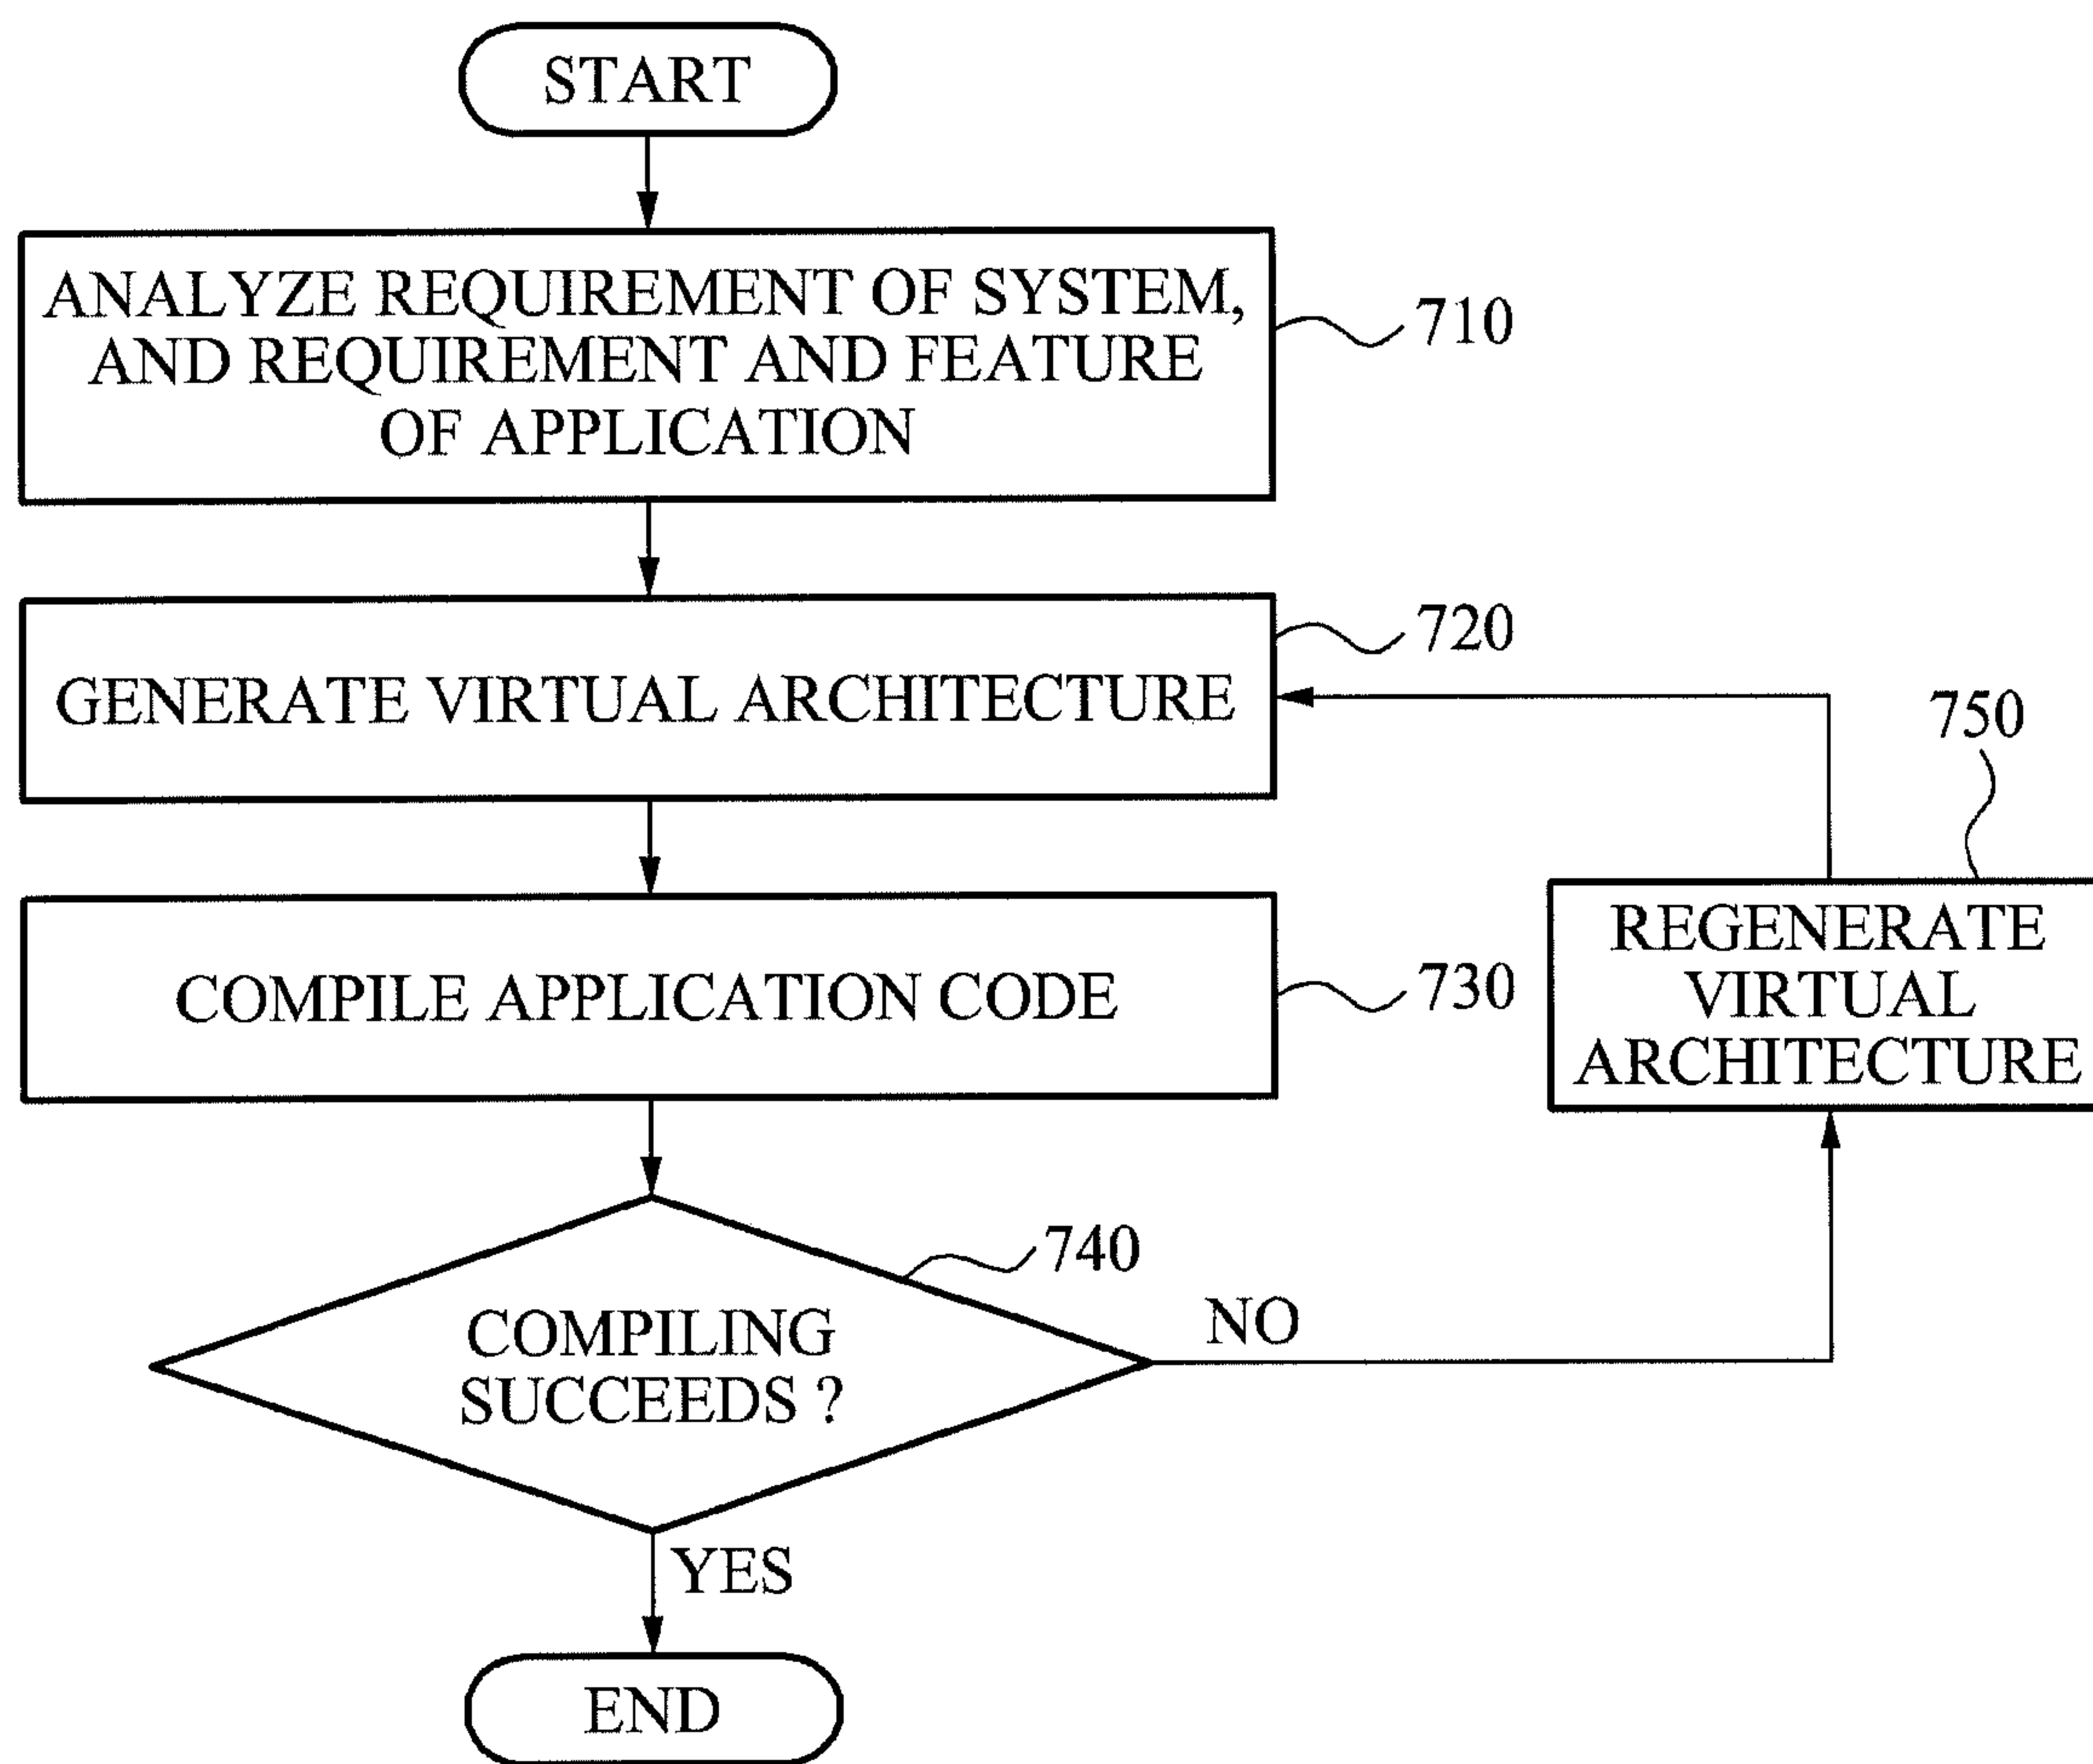 START
ANALYZE REQUIREMENT OF SYSTEM,
AND REQUIREMENT AND FEATURE
OF APPLICATION
710
GENERATE VIRTUAL ARCHITECTURE
720
COMPILE APPLICATION CODE
730
750
REGENERATE
VIRTUAL
ARCHITECTURE
740
COMPILING
SUCCEEDS ?
NO
YES
END